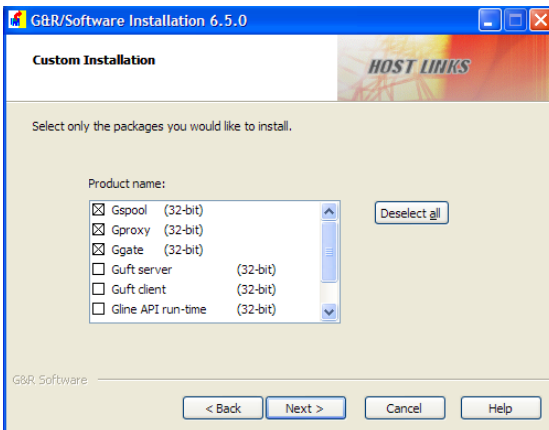 G&R/Software Installation 6.5.0
Custom Installation
HOST LINKS
Select only the packages you would like to install.
Product name:
Gspool (32-bit)
Gproxy (32-bit)
Ggate (32-bit)
Guft server (32-bit)
Guft client (32-bit)
Gline API run-time (32-bit)
Deselect all
G&R Software
< Back
Next >
Cancel
Help